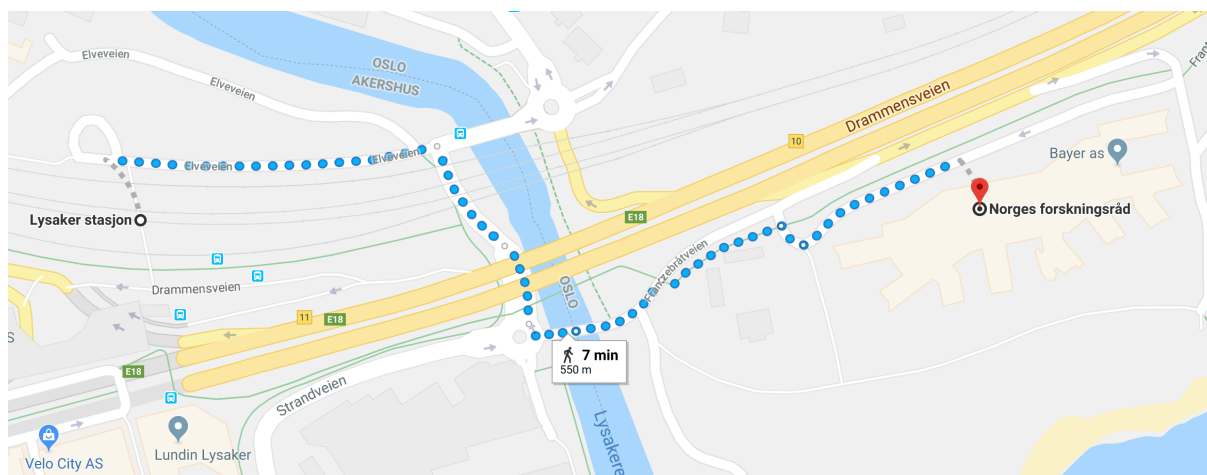 Elveveien
Elveveien
OSLO
AKERSHUS
Elveveien
Elveveien
Drammensveien
10
Bayer as
Lysaker stasjon
E18
Norges forskningsråd
Drammensveien
Franzebråtveien
OSLO
11
E18
S
7 min
550 m
E18
Strandveien
Velo City AS
Lundin Lysaker